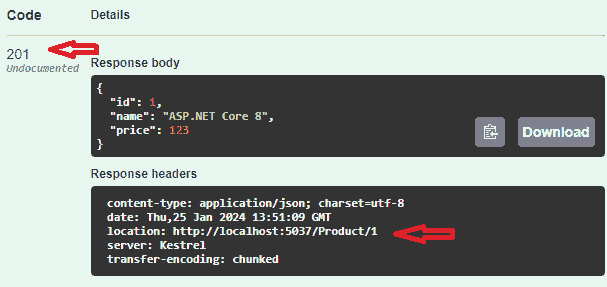 Code Details
201
Undocumented
Response body
{
  "id": 1,
  "name": "ASP.NET Core 8",
  "price": 123
}
Download
Response headers
content-type: application/json; charset=utf-8
date: Thu,25 Jan 2024 13:51:09 GMT
location: http://localhost:5037/Product/1
server: Kestrel
transfer-encoding: chunked